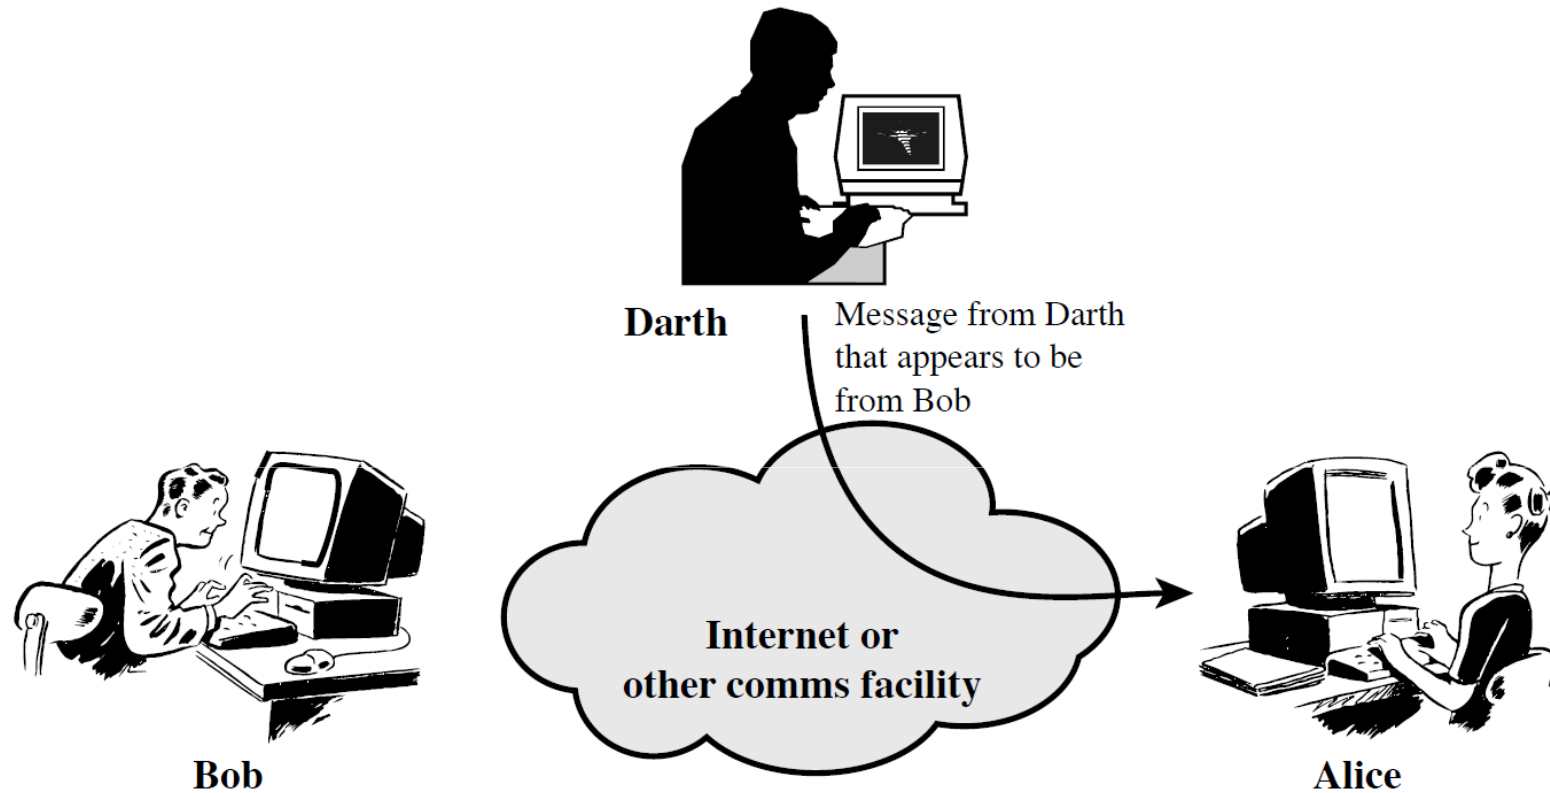 Darth
Message from Darth
that appears to be
from Bob
Internet or
other comms facility
Bob
Alice